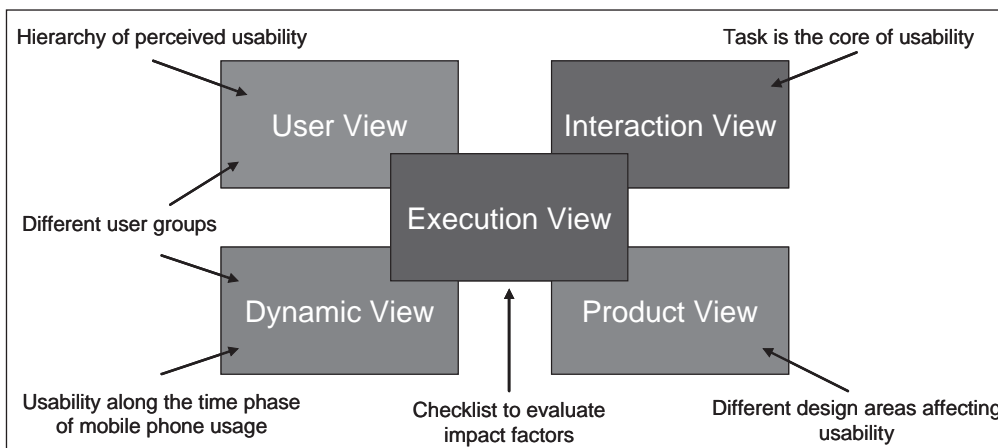 Hierarchy of perceived usability
Task is the core of usability
User View
Interaction View
Execution View
Different user groups
Dynamic View
Product View
Usability along the time phase
of mobile phone usage
Checklist to evaluate
impact factors
Different design areas affecting
usability